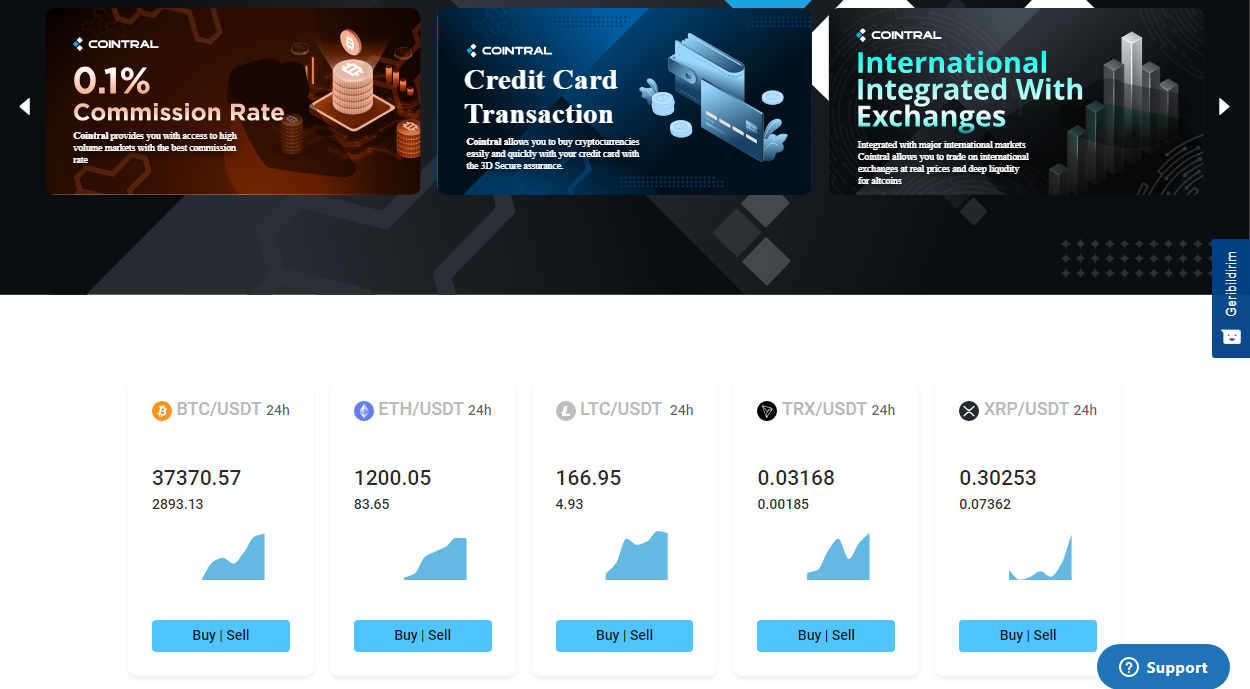 COINTRAL
0.1%
Commission Rate
Cointral provides you with access to high
volume markets with the best commission
rate
COINTRAL
Credit Card
Transaction
Cointral allows you to buy cryptocurrencies
easily and quickly with your credit card with
the 3D Secure assurance.
COINTRAL
International
Integrated With
Exchanges
Integrated with major international markets
Cointral allows you to trade on international
exchanges at real prices and deep liqudity
for altcoins
Geribildirim
BTC/USDT 24h
37370.57
2893.13
Buy | Sell
ETH/USDT 24h
1200.05
83.65
Buy | Sell
LTC/USDT 24h
166.95
4.93
Buy | Sell
TRX/USDT 24h
0.03168
0.00185
Buy | Sell
XRP/USDT 24h
0.30253
0.07362
Buy | Sell
Support